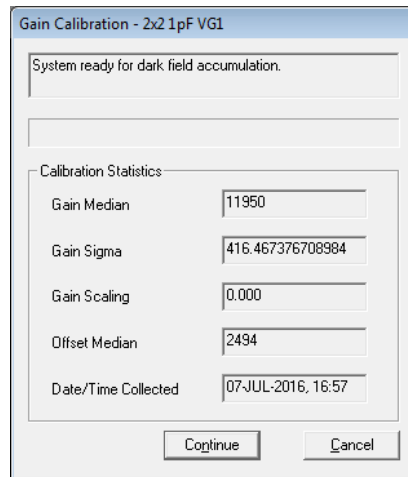 Gain Calibration - 2x2 1pF VG1
System ready for dark field accumulation.
Calibration Statistics
Gain Median 11950
Gain Sigma 416.467376708984
Gain Scaling 0.000
Offset Median 2494
Date/Time Collected 07-JUL-2016, 16:57
Continue Cancel